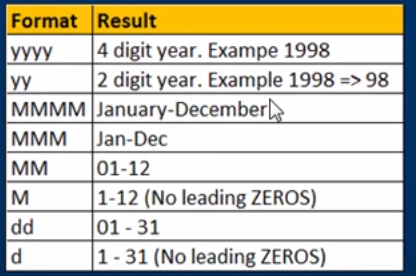 Format Result
yyyy 4 digit year. Exampe 1998
yy 2 digit year. Example 1998 => 98
MMMM January-December
MMM Jan-Dec
MM 01-12
M 1-12 (No leading ZEROS)
dd 01 - 31
d 1 - 31 (No leading ZEROS)